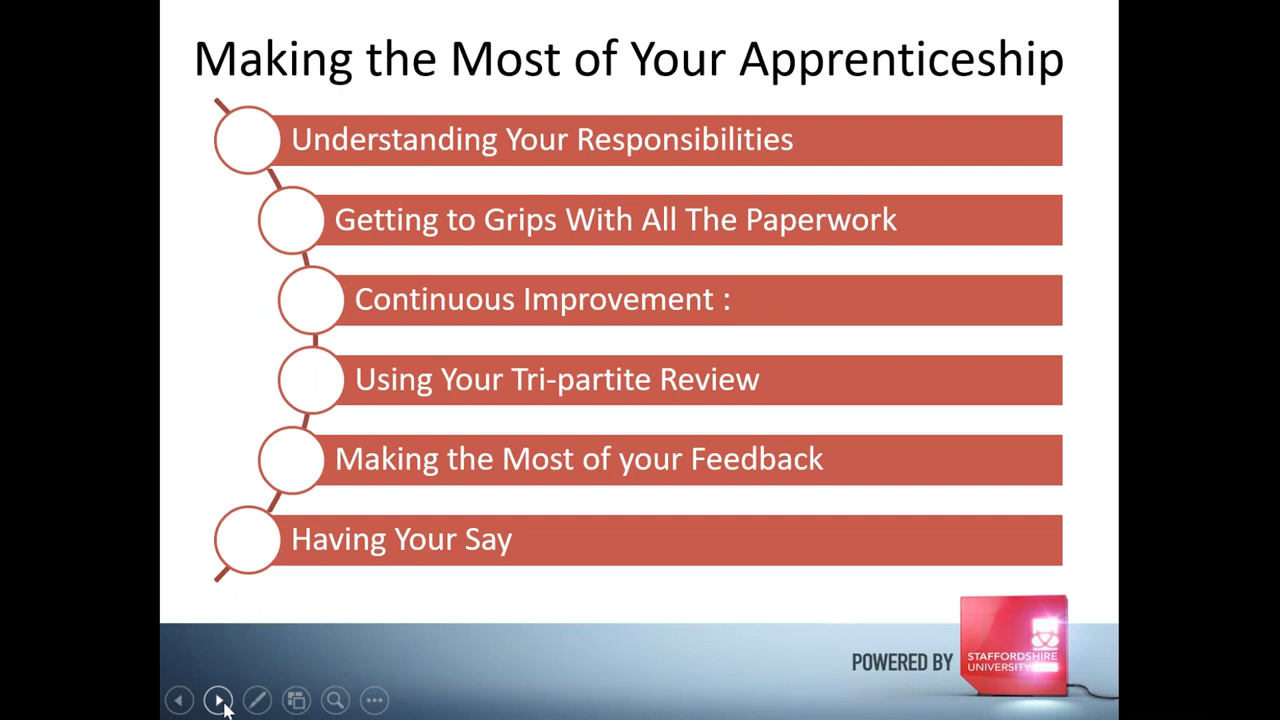 Making the Most of Your Apprenticeship
Understanding Your Responsibilities
Getting to Grips With All The Paperwork
Continuous Improvement :
Using Your Tri-partite Review
Making the Most of your Feedback
Having Your Say
POWERED BY
STAFFORDSHIRE
UNIVERSITY